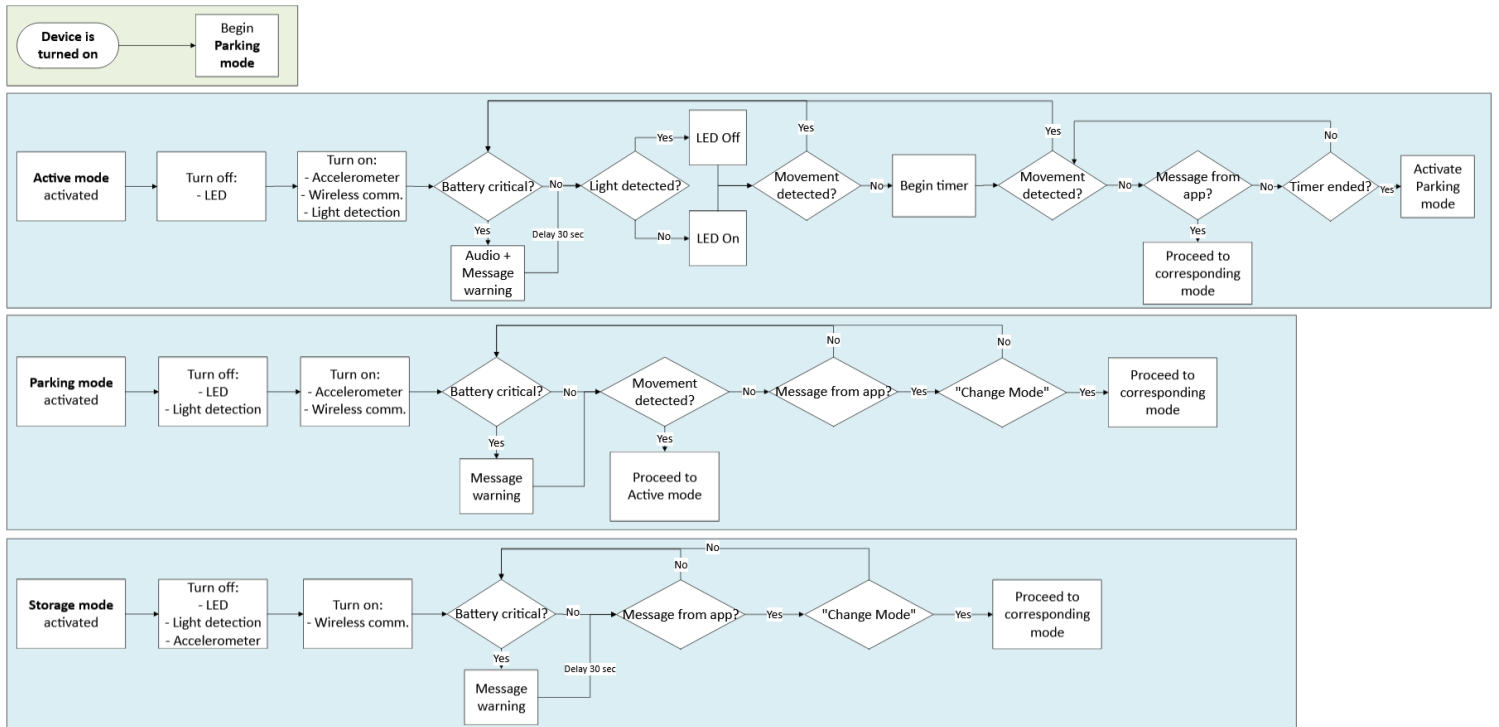 Device is
turned on
Begin
Parking
mode
Active mode
activated
Turn off:
- LED
Turn on:
- Accelerometer
- Wireless comm.
- Light detection
Battery critical?
No
Yes
Audio +
Message
warning
Delay 30 sec
Light detected?
Yes
LED Off
No
LED On
Movement
detected?
Yes
No
Begin timer
Movement
detected?
Yes
No
Message from
app?
Yes
Proceed to
corresponding
mode
No
Timer ended?
No
Yes
Activate
Parking
mode
Parking mode
activated
Turn off:
- LED
- Light detection
Turn on:
- Accelerometer
- Wireless comm.
Battery critical?
No
Yes
Message
warning
Movement
detected?
No
Yes
Proceed to
Active mode
Message from app?
No
Yes
"Change Mode"
No
Yes
Proceed to
corresponding
mode
Storage mode
activated
Turn off:
- LED
- Light detection
- Accelerometer
Turn on:
- Wireless comm.
Battery critical?
No
Yes
Message
warning
Delay 30 sec
Message from app?
No
Yes
"Change Mode"
No
Yes
Proceed to
corresponding
mode